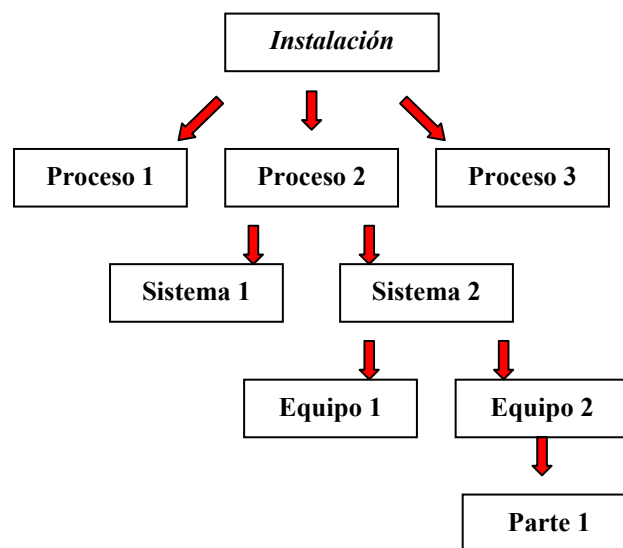 Instalación
Proceso 1
Proceso 2
Proceso 3
Sistema 1
Sistema 2
Equipo 1
Equipo 2
Parte 1